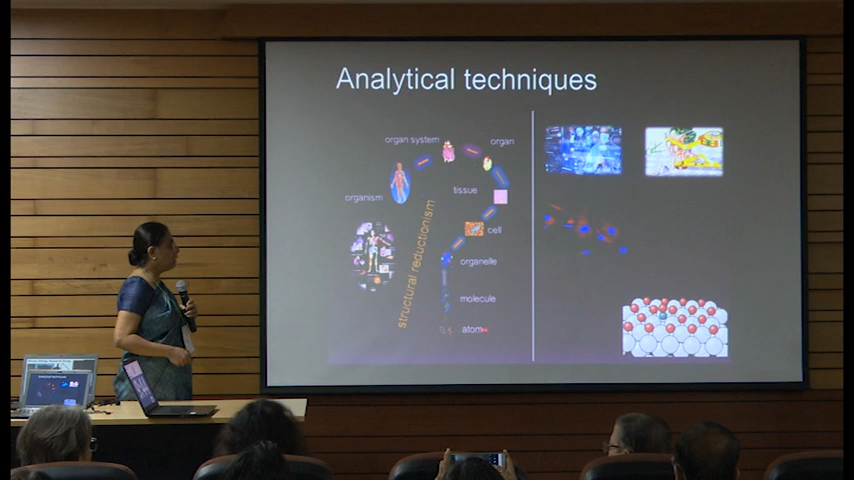 Analytical techniques
organ system
organ
organism
tissue
cell
structural reductionism
organelle
molecule
atom